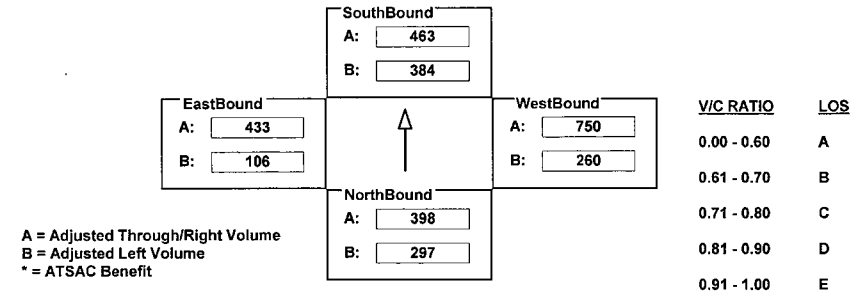 SouthBound
A: 463
B: 384
EastBound
A: 433
B: 106
WestBound
A: 750
B: 260
NorthBound
A: 398
B: 297
A = Adjusted Through/Right Volume
B = Adjusted Left Volume
* = ATSAC Benefit
V/C RATIO LOS
0.00 - 0.60 A
0.61 - 0.70 B
0.71 - 0.80 C
0.81 - 0.90 D
0.91 - 1.00 E